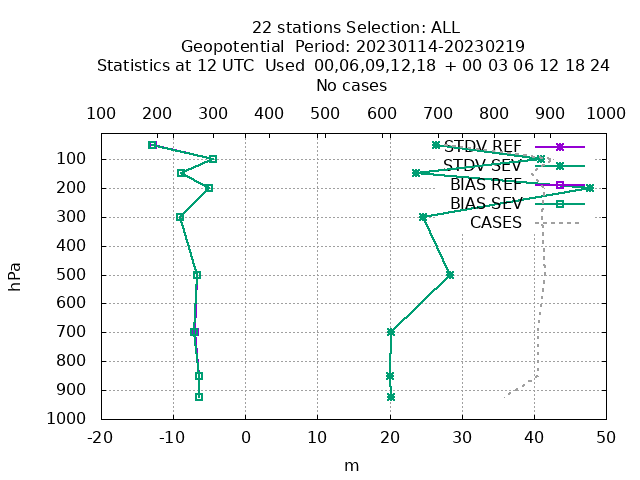 22 stations Selection: ALL
Geopotential  Period: 20230114-20230219
Statistics at 12 UTC  Used  00,06,09,12,18  + 00 03 06 12 18 24
No cases
100 200 300 400 500 600 700 800 900 1000
STDV REF
STDV SEV
BIAS REF
BIAS SEV
CASES
100
200
300
400
500
600
700
800
900
1000
hPa
-20 -10 0 10 20 30 40 50
m